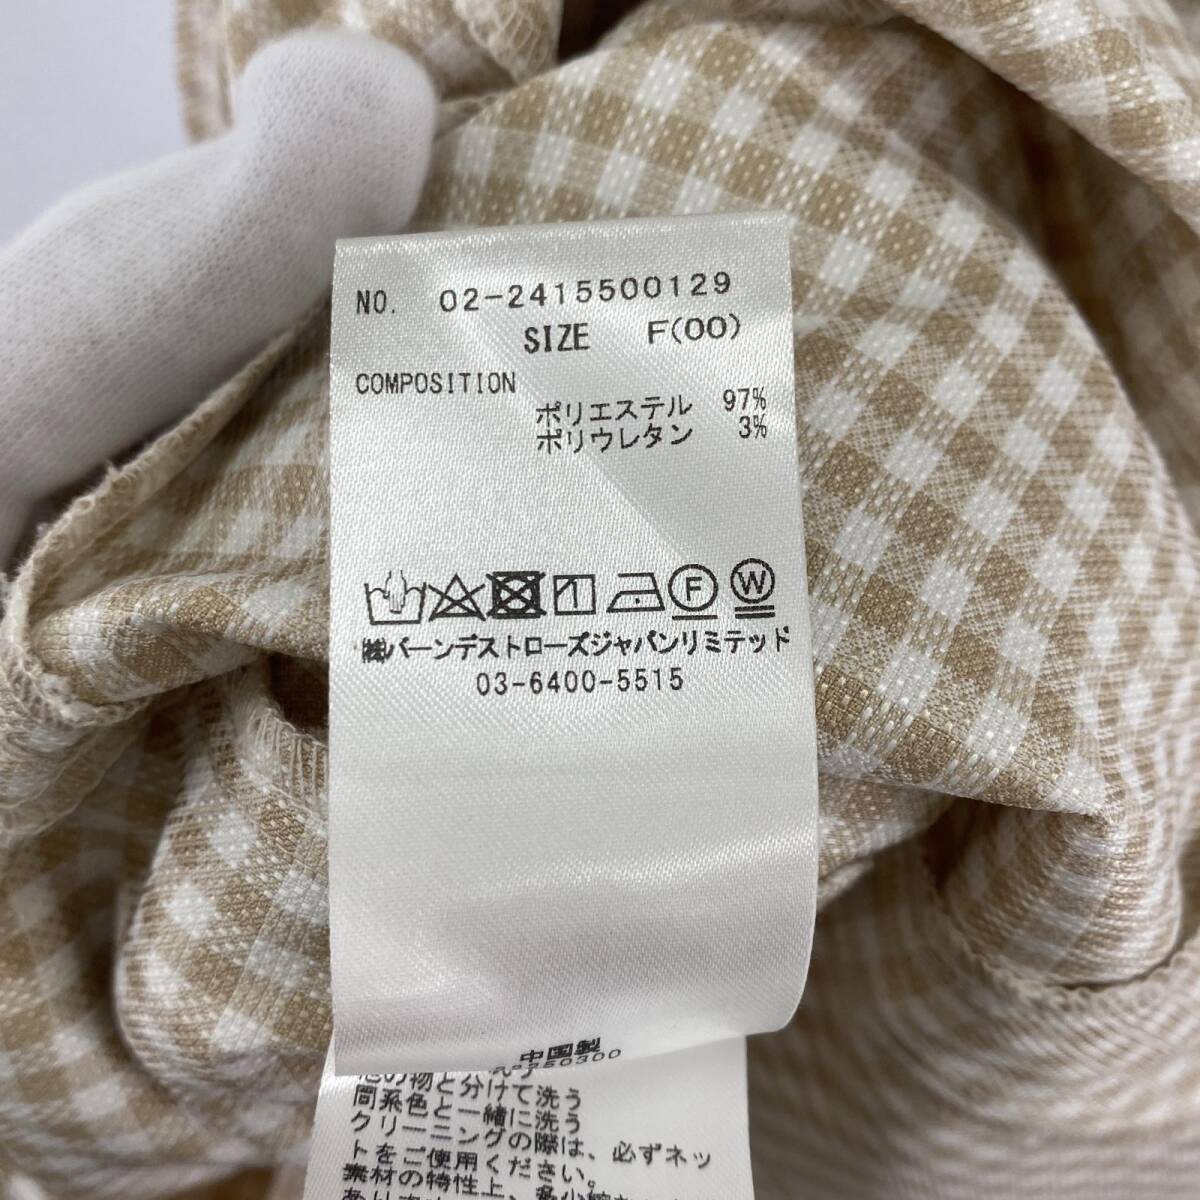 NO. 02-2415500129
SIZE F(00)
COMPOSITION
ポリエステル 97%
ポリウレタン 3%
F W
㈱バーンデストローズジャパンリミテッド
03-6400-5515
中国製
の物と分けて洗う
同系色と一緒に洗う
クリーニングの際は、必ずネッ
トをご使用ください。
素材の特性上、多少縮